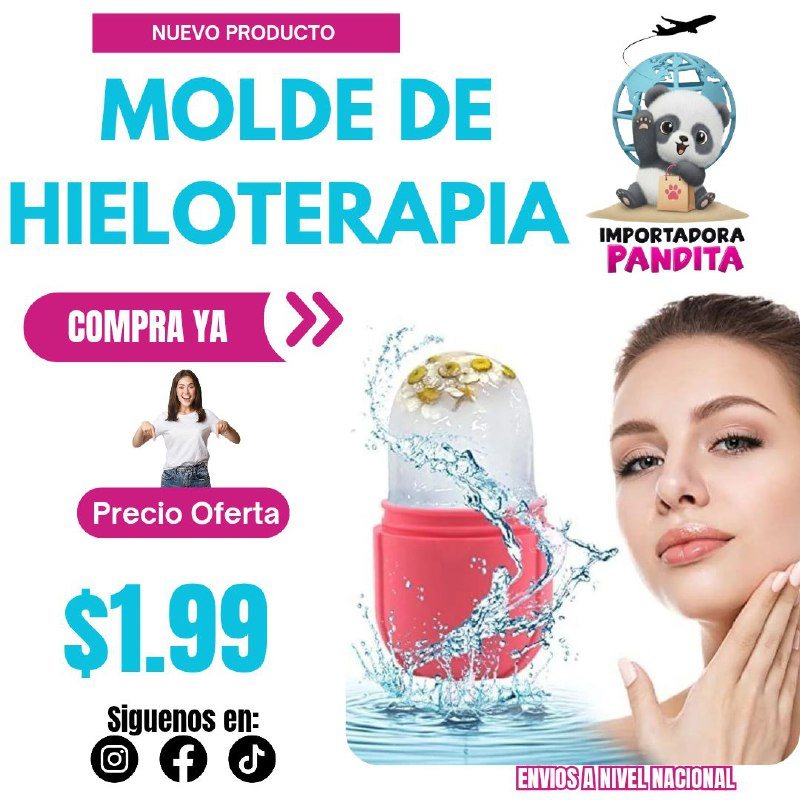 NUEVO PRODUCTO
MOLDE DE
HIELOTERAPIA
IMPORTADORA
PANDITA
COMPRA YA
Precio Oferta
$1.99
Siguenos en:
ENVIOS A NIVEL NACIONAL